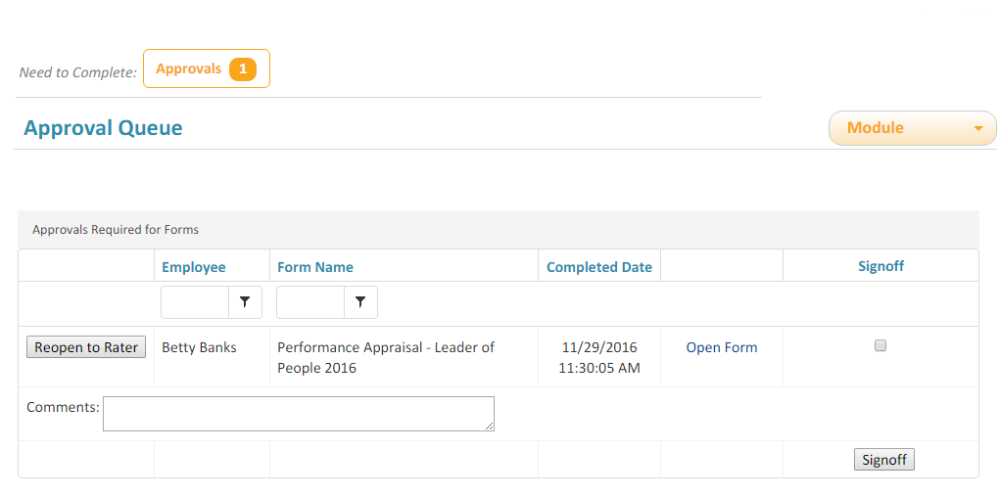 Need to Complete: Approvals 1
Approval Queue Module
Approvals Required for Forms
Employee Form Name Completed Date Signoff
Reopen to Rater Betty Banks Performance Appraisal - Leader of 11/29/2016 Open Form
People 2016 11:30:05 AM
Comments:
Signoff